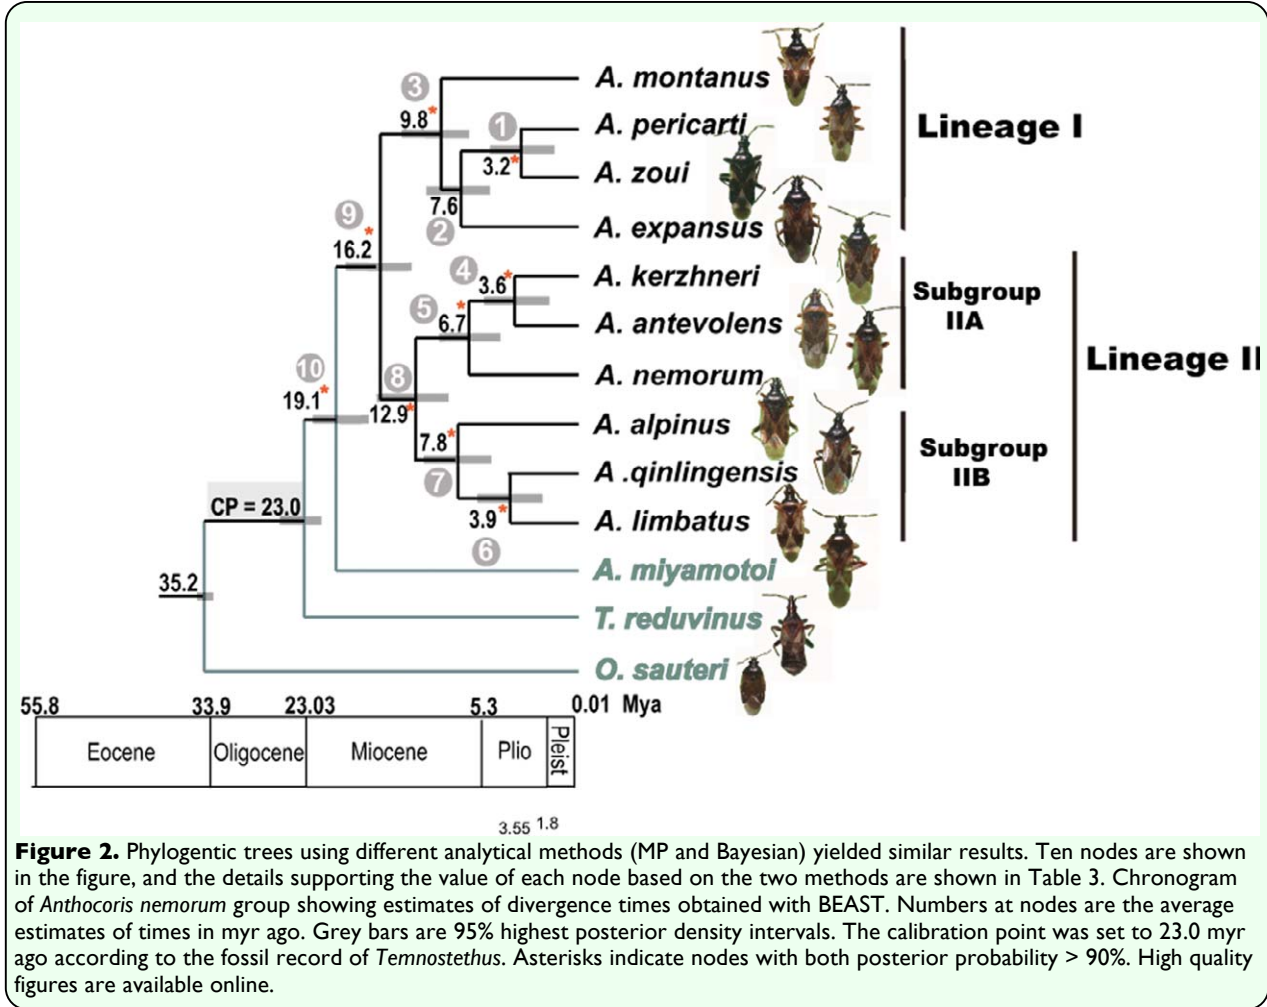 3
A. montanus
9.8*
1
A. pericarti
Lineage I
3.2*
A. zoui
7.6
2
A. expansus
9
16.2*
4
3.6*
A. kerzhneri
Subgroup
IIA
5
6.7*
A. antevolens
Lineage II
10
8
A. nemorum
19.1*
12.9*
7.8*
A. alpinus
Subgroup
IIB
7
A .qinlingensis
CP = 23.0
3.9*
A. limbatus
6
A. miyamotoi
35.2
T. reduvinus
O. sauteri
55.8 33.9 23.03 5.3 0.01 Mya
Eocene Oligocene Miocene Plio Pleist
3.55 1.8
Figure 2. Phylogentic trees using different analytical methods (MP and Bayesian) yielded similar results. Ten nodes are shown
in the figure, and the details supporting the value of each node based on the two methods are shown in Table 3. Chronogram
of Anthocoris nemorum group showing estimates of divergence times obtained with BEAST. Numbers at nodes are the average
estimates of times in myr ago. Grey bars are 95% highest posterior density intervals. The calibration point was set to 23.0 myr
ago according to the fossil record of Temnostethus. Asterisks indicate nodes with both posterior probability > 90%. High quality
figures are available online.